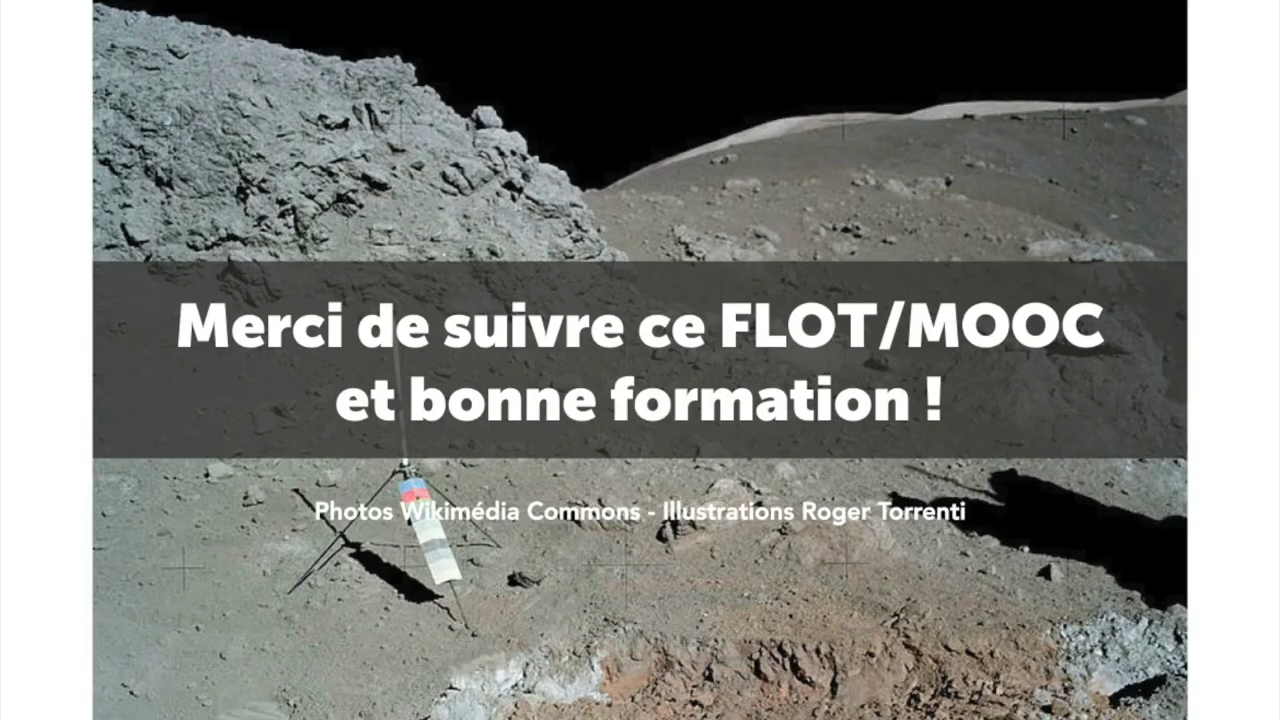 Merci de suivre ce FLOT/MOOC
et bonne formation !
Photos Wikimédia Commons - Illustrations Roger Torrenti